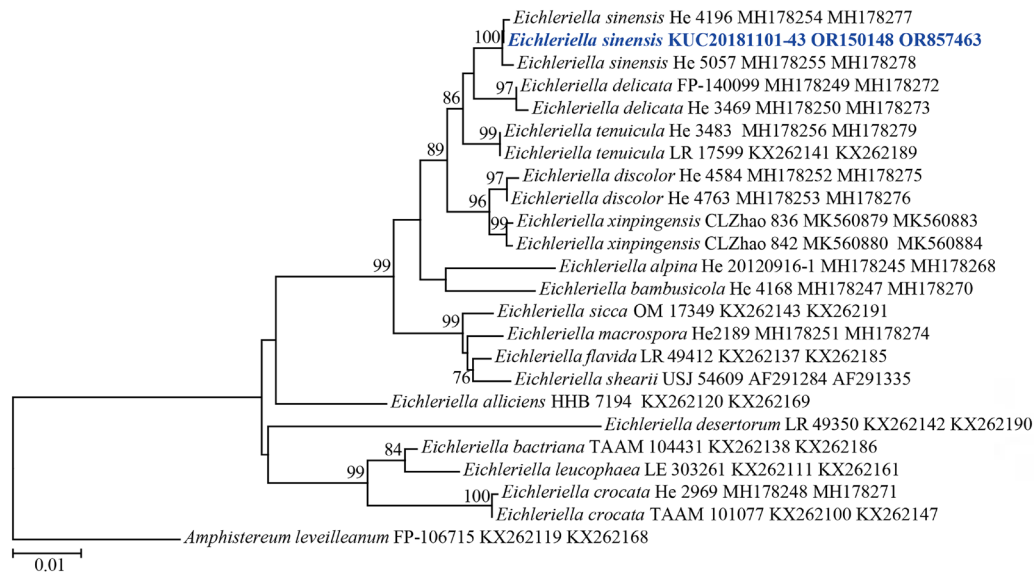 Eichleriella sinensis He 4196 MH178254 MH178277
100
Eichleriella sinensis KUC20181101-43 OR150148 OR857463
Eichleriella sinensis He 5057 MH178255 MH178278
97
Eichleriella delicata FP-140099 MH178249 MH178272
86
Eichleriella delicata He 3469 MH178250 MH178273
99
Eichleriella tenuicula He 3483 MH178256 MH178279
89
Eichleriella tenuicula LR 17599 KX262141 KX262189
97
Eichleriella discolor He 4584 MH178252 MH178275
96
Eichleriella discolor He 4763 MH178253 MH178276
99
Eichleriella xinpingensis CLZhao 836 MK560879 MK560883
Eichleriella xinpingensis CLZhao 842 MK560880 MK560884
99
Eichleriella alpina He 20120916-1 MH178245 MH178268
Eichleriella bambusicola He 4168 MH178247 MH178270
99
Eichleriella sicca OM 17349 KX262143 KX262191
Eichleriella macrospora He2189 MH178251 MH178274
Eichleriella flavida LR 49412 KX262137 KX262185
76
Eichleriella shearii USJ 54609 AF291284 AF291335
Eichleriella alliciens HHB 7194 KX262120 KX262169
Eichleriella desertorum LR 49350 KX262142 KX262190
84
Eichleriella bactriana TAAM 104431 KX262138 KX262186
99
Eichleriella leucophaea LE 303261 KX262111 KX262161
100
Eichleriella crocata He 2969 MH178248 MH178271
Eichleriella crocata TAAM 101077 KX262100 KX262147
Amphistereum leveilleanum FP-106715 KX262119 KX262168
0.01